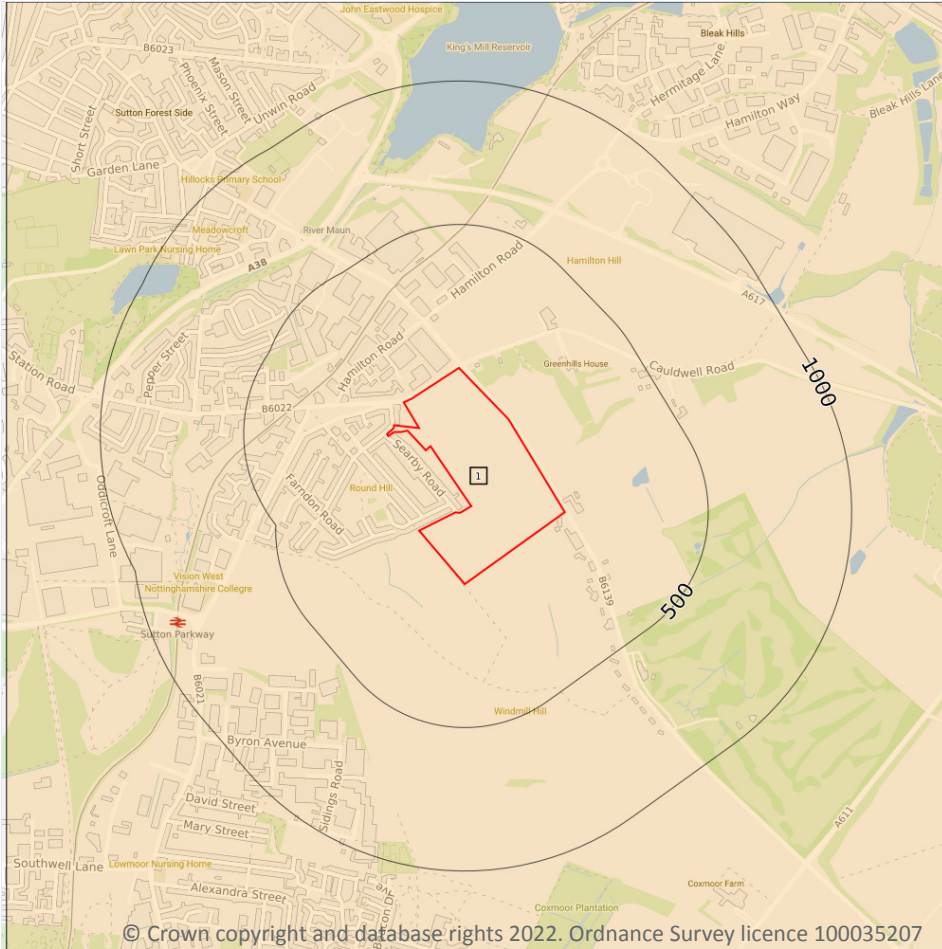 John Eastwood Hospice
King's Mill Reservoir
Bleak Hills
B6023
Mason Street
Phoenix Street
Unwin Road
Hermitage Lane
Hamilton Way
Bleak Hills Lane
Short Street
Sutton Forest Side
Garden Lane
Hillocks Primary School
Meadowcroft
River Maun
Lawn Park Nursing Home
A38
Hamilton Road
Hamilton Hill
A617
Pepper Street
Station Road
Hamilton Road
Greenhills House
Cauldwell Road
1000
B6022
Searby Road
1
Round Hill
Farndon Road
Oddicroft Lane
Vision West
Nottinghamshire Collegre
B6139
500
Sutton Parkway
B6021
Windmill Hill
Byron Avenue
David Street
Sidings Road
Mary Street
A611
Southwell Lane
Lowmoor Nursing Home
Alexandra Street
Coxmoor Farm
Coxmoor Plantation
© Crown copyright and database rights 2022. Ordnance Survey licence 100035207